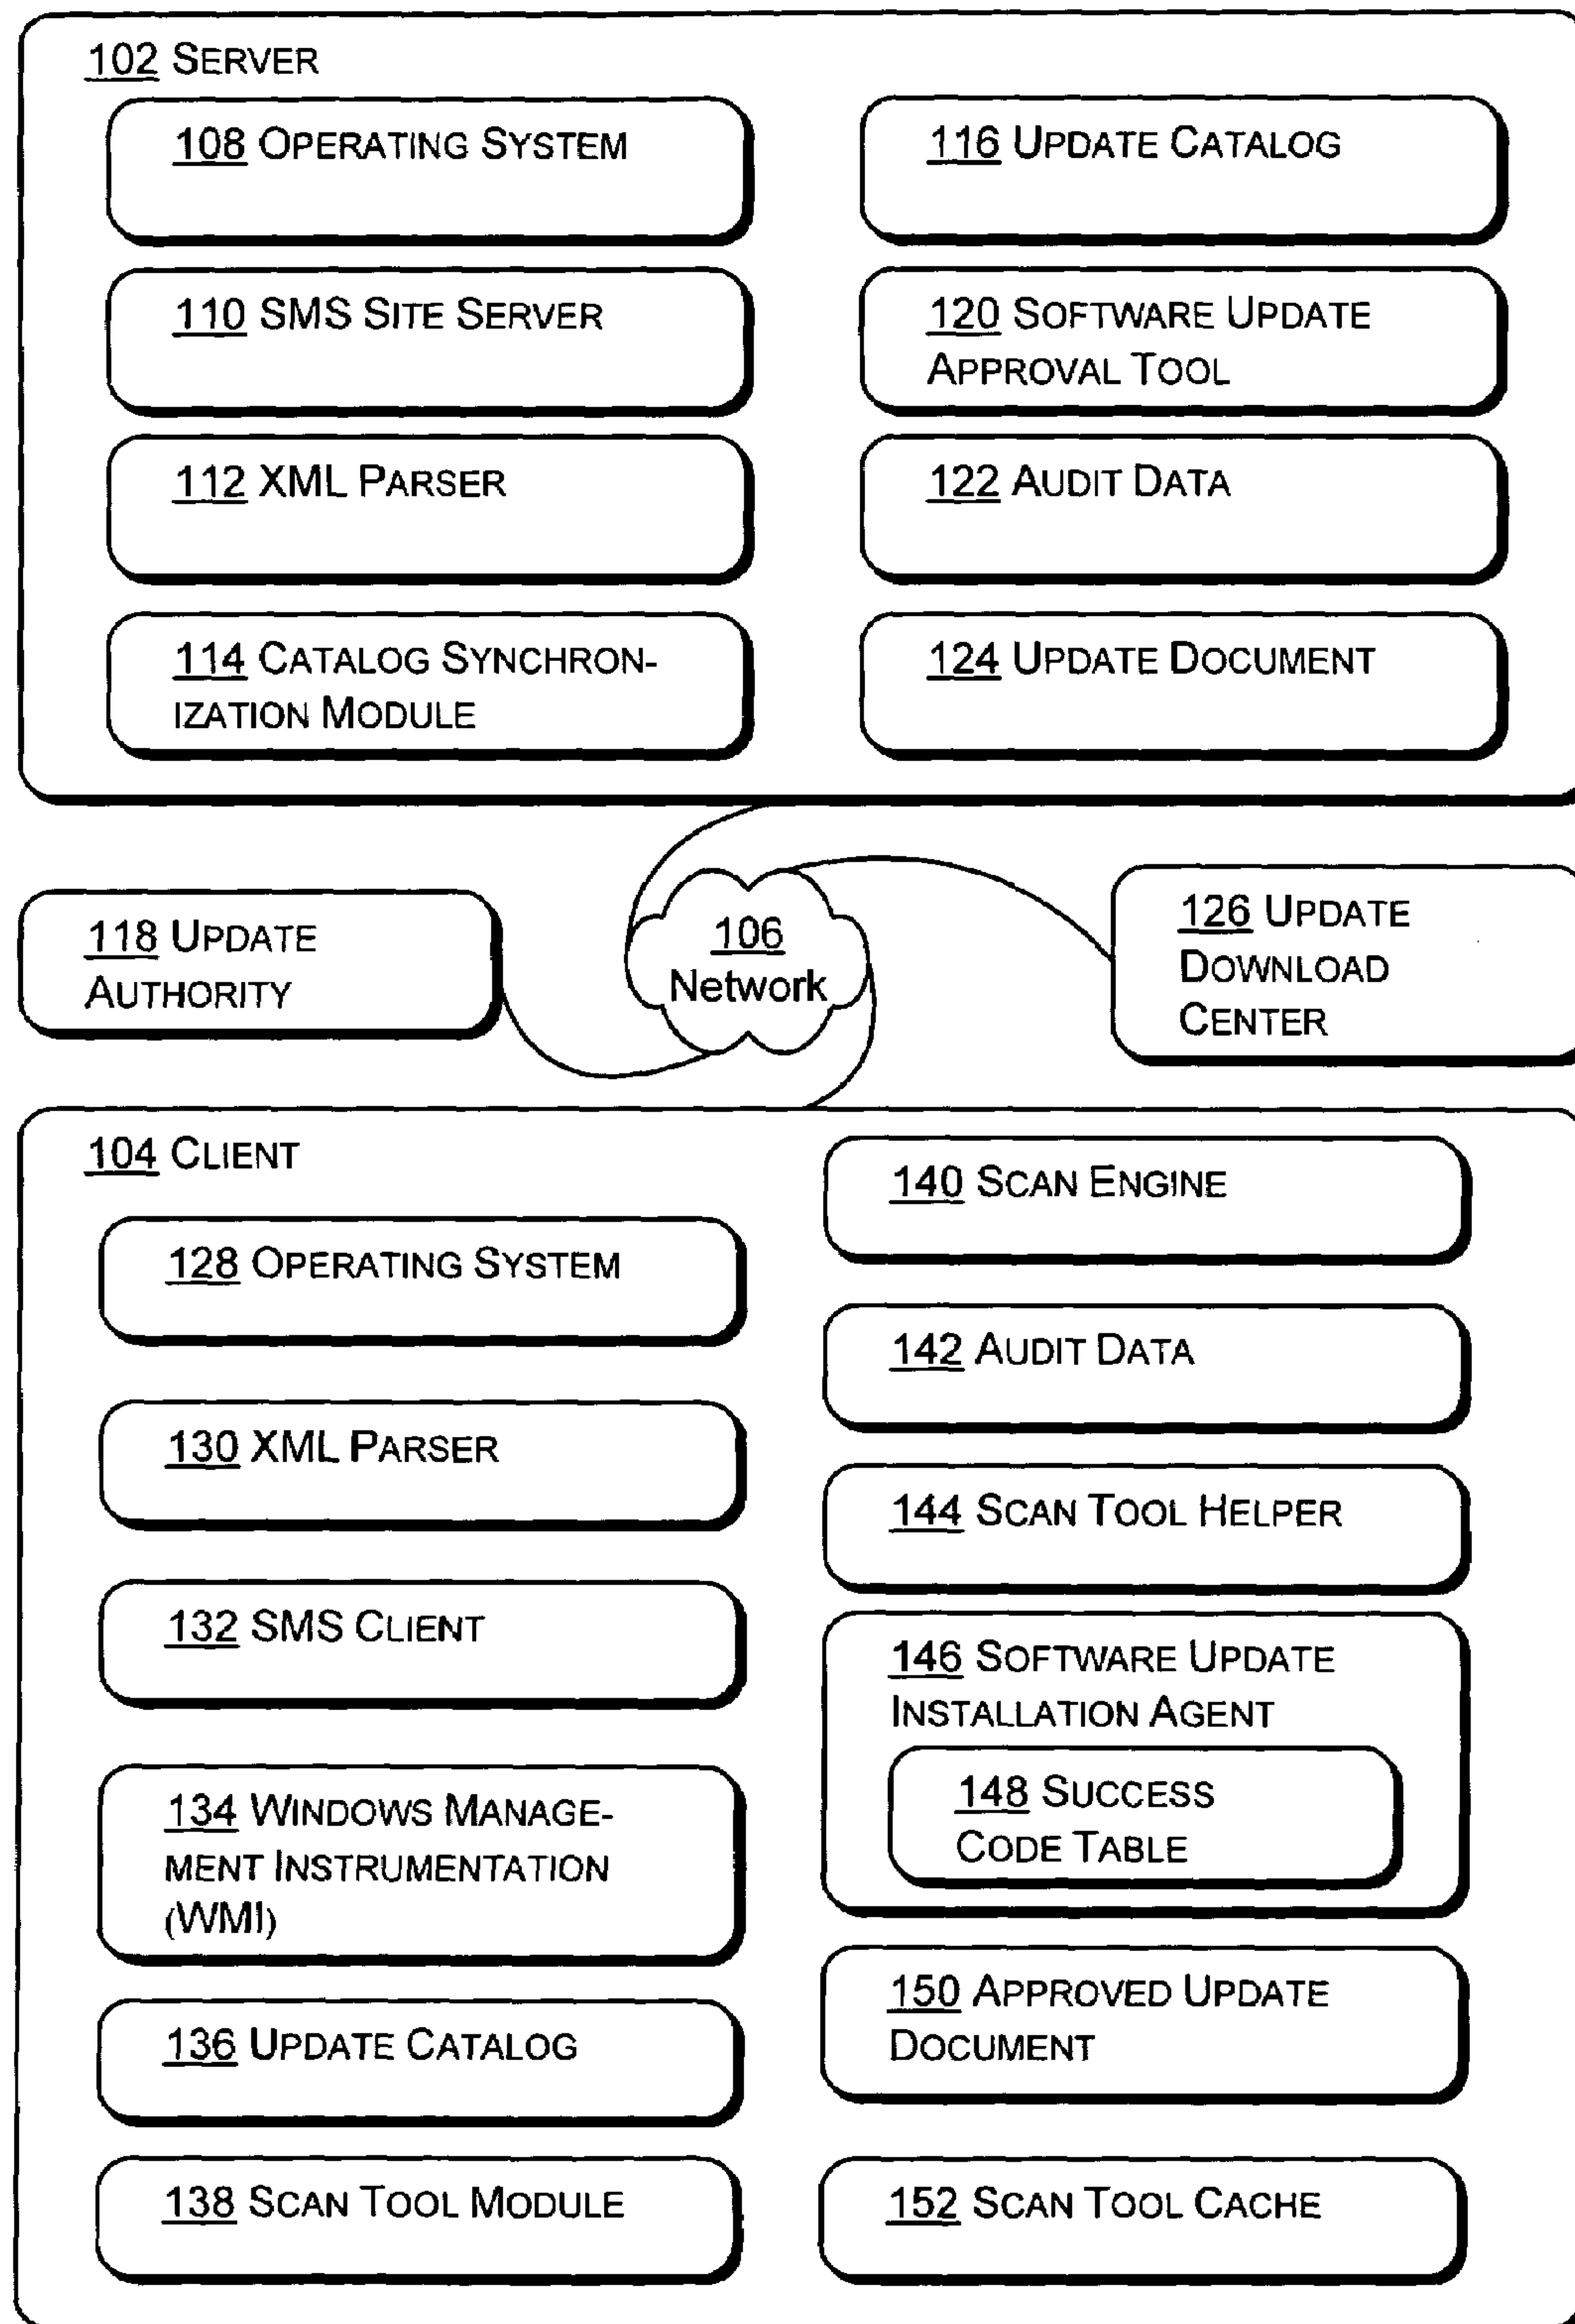 102 SERVER
108 OPERATING SYSTEM
110 SMS SITE SERVER
112 XML PARSER
114 CATALOG SYNCHRON-
IZATION MODULE
116 UPDATE CATALOG
120 SOFTWARE UPDATE
APPROVAL TOOL
122 AUDIT DATA
124 UPDATE DOCUMENT
118 UPDATE
AUTHORITY
106
Network
126 UPDATE
DOWNLOAD
CENTER
104 CLIENT
128 OPERATING SYSTEM
130 XML PARSER
132 SMS CLIENT
134 WINDOWS MANAGE-
MENT INSTRUMENTATION
(WMI)
136 UPDATE CATALOG
138 SCAN TOOL MODULE
140 SCAN ENGINE
142 AUDIT DATA
144 SCAN TOOL HELPER
146 SOFTWARE UPDATE
INSTALLATION AGENT
148 SUCCESS
CODE TABLE
150 APPROVED UPDATE
DOCUMENT
152 SCAN TOOL CACHE